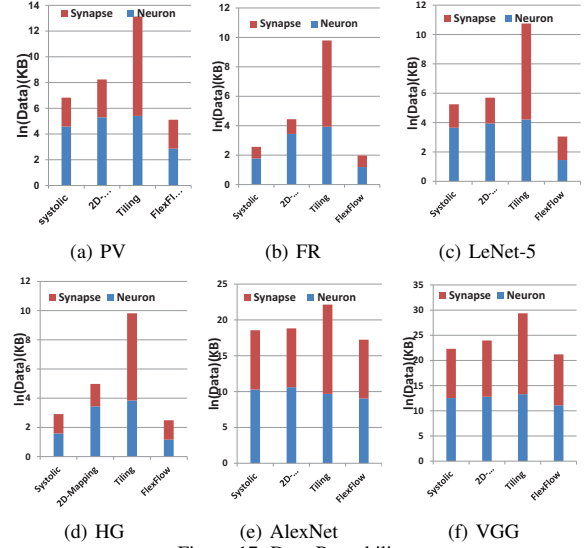 Synapse Neuron
ln(Data)(KB)
14
12
10
8
6
4
2
0
systolic
2D-...
Tiling
FlexFl...
(a) PV
Synapse Neuron
ln(Data)(KB)
12
10
8
6
4
2
0
Systolic
2D-...
Tiling
FlexFlow
(b) FR
Synapse Neuron
ln(Data)(KB)
12
10
8
6
4
2
0
Systolic
2D-...
Tiling
FlexFlow
(c) LeNet-5
Synapse Neuron
ln(Data)(KB)
12
10
8
6
4
2
0
Systolic
2D-Mapping
Tiling
FlexFlow
(d) HG
Synapse Neuron
ln(Data)(KB)
25
20
15
10
5
0
Systolic
2D-...
Tiling
FlexFlow
(e) AlexNet
Synapse Neuron
ln(Data)(KB)
35
30
25
20
15
10
5
0
Systolic
2D-...
Tiling
FlexFlow
(f) VGG